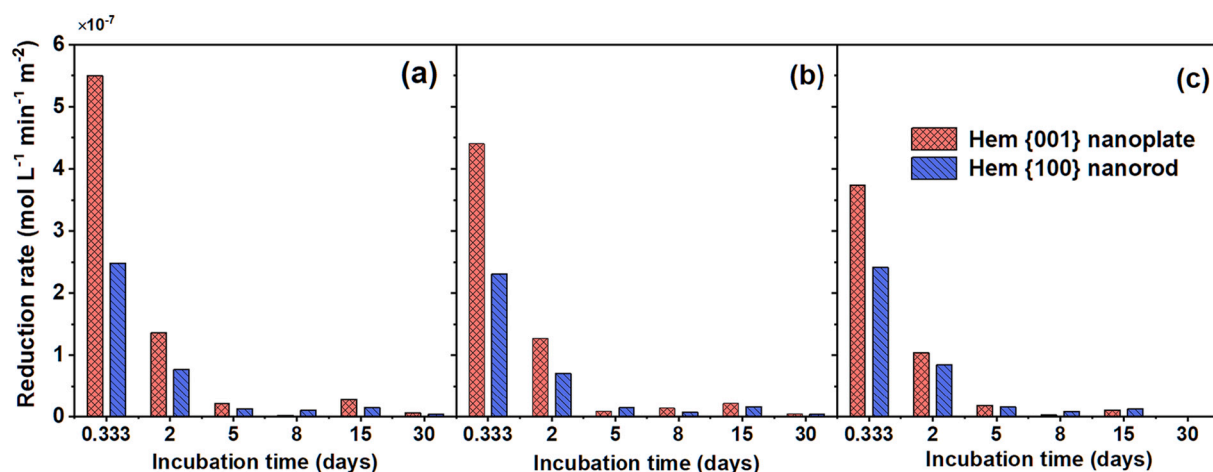 ×10⁻⁷
Reduction rate (mol L⁻¹ min⁻¹ m⁻²)
6
5
4
3
2
1
0
(a)
0.333 2 5 8 15 30
Incubation time (days)
(b)
0.333 2 5 8 15 30
Incubation time (days)
(c)
Hem {001} nanoplate
Hem {100} nanorod
0.333 2 5 8 15 30
Incubation time (days)